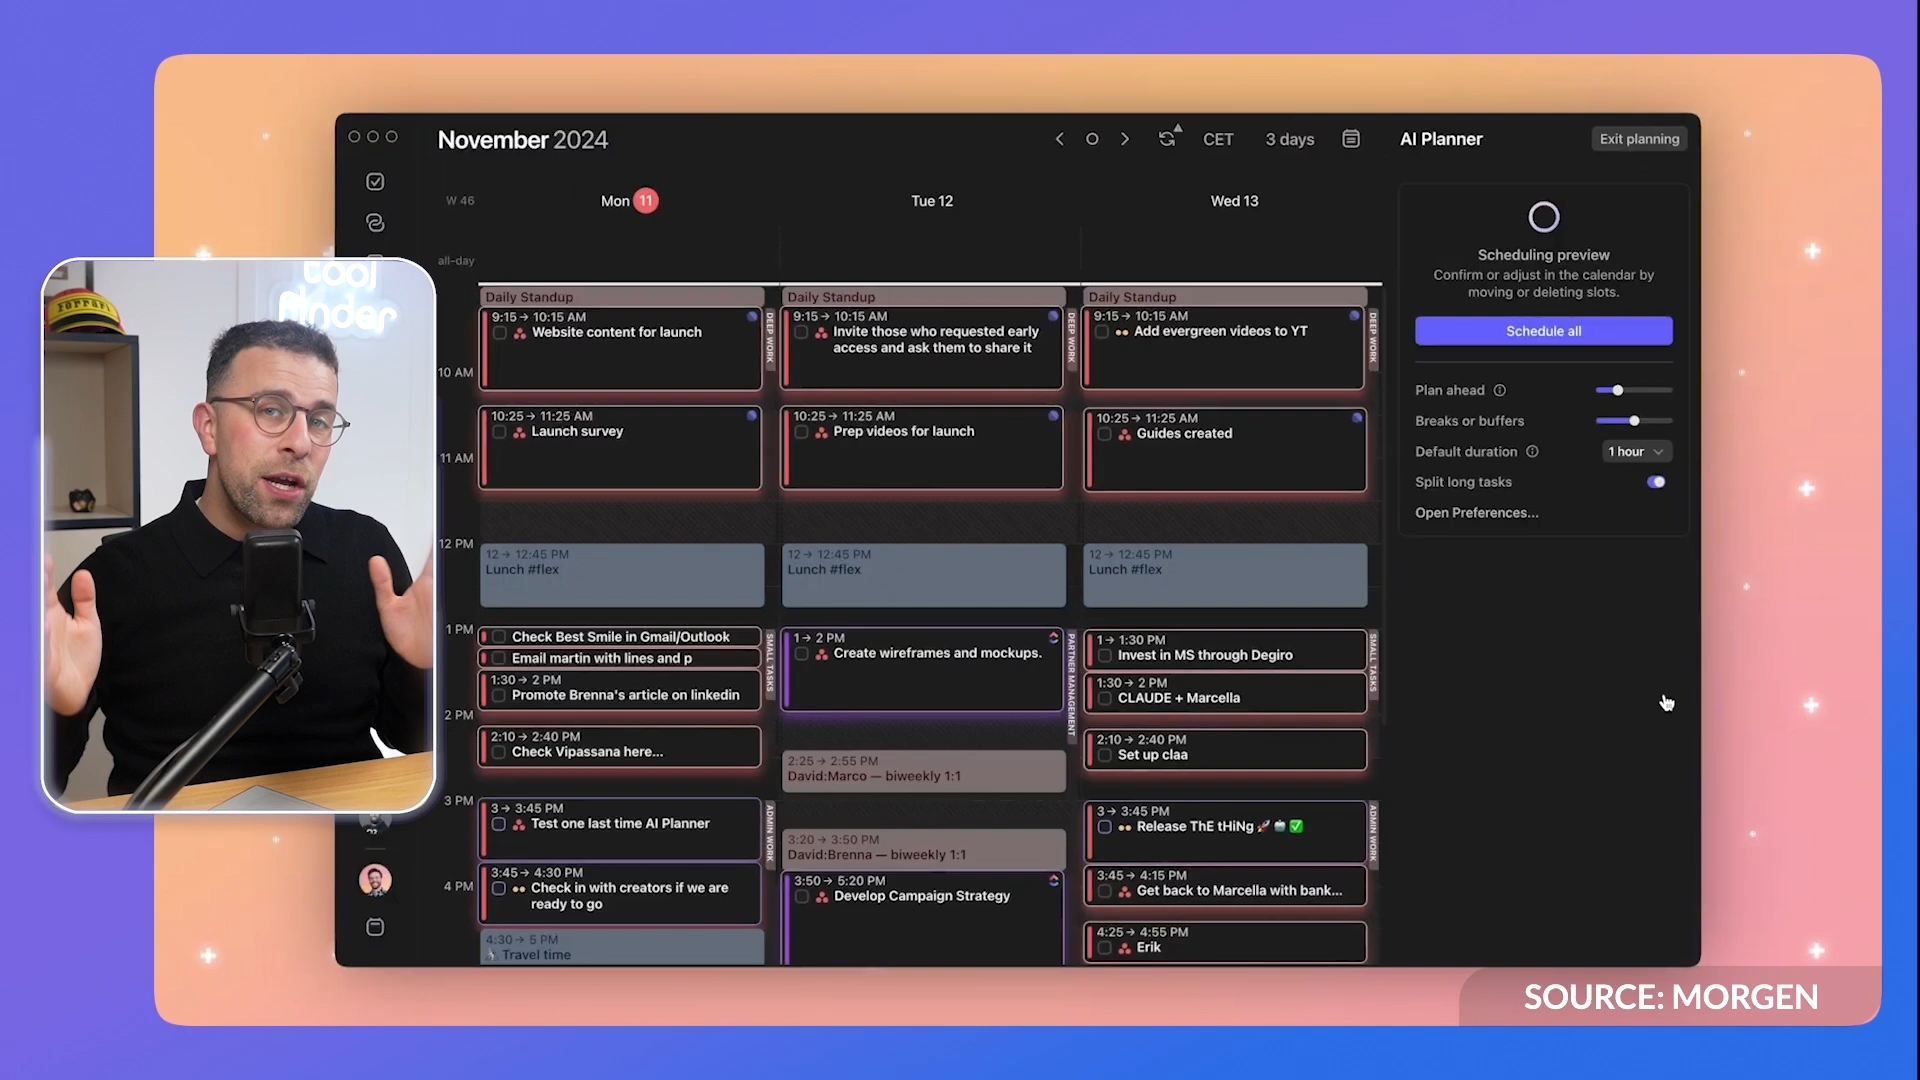 November 2024
CET
3 days
AI Planner
Exit planning
W 46
Mon 11
Tue 12
Wed 13
all-day
10 AM
11 AM
12 PM
1 PM
2 PM
3 PM
4 PM
Daily Standup
9:15 → 10:15 AM
Website content for launch
DEEP WORK
10:25 → 11:25 AM
Launch survey
12 → 12:45 PM
Lunch #flex
Check Best Smile in Gmail/Outlook
Email martin with lines and p
1:30 → 2 PM
Promote Brenna's article on linkedin
SMALL TASKS
2:10 → 2:40 PM
Check Vipassana here...
3 → 3:45 PM
Test one last time AI Planner
ADMIN WORK
3:45 → 4:30 PM
Check in with creators if we are
ready to go
4:30 → 5 PM
Travel time
Daily Standup
9:15 → 10:15 AM
Invite those who requested early
access and ask them to share it
DEEP WORK
10:25 → 11:25 AM
Prep videos for launch
12 → 12:45 PM
Lunch #flex
1 → 2 PM
Create wireframes and mockups.
PARTNER MANAGEMENT
2:25 → 2:55 PM
David:Marco — biweekly 1:1
3:20 → 3:50 PM
David:Brenna — biweekly 1:1
3:50 → 5:20 PM
Develop Campaign Strategy
Daily Standup
9:15 → 10:15 AM
Add evergreen videos to YT
DEEP WORK
10:25 → 11:25 AM
Guides created
12 → 12:45 PM
Lunch #flex
1 → 1:30 PM
Invest in MS through Degiro
1:30 → 2 PM
CLAUDE + Marcella
SMALL TASKS
2:10 → 2:40 PM
Set up claa
3 → 3:45 PM
Release ThE tHiNg 🚀🤖✅
ADMIN WORK
3:45 → 4:15 PM
Get back to Marcella with bank...
4:25 → 4:55 PM
Erik
Scheduling preview
Confirm or adjust in the calendar by
moving or deleting slots.
Schedule all
Plan ahead
Breaks or buffers
Default duration
1 hour
Split long tasks
Open Preferences...
tool
finder
Ferrari
SOURCE: MORGEN